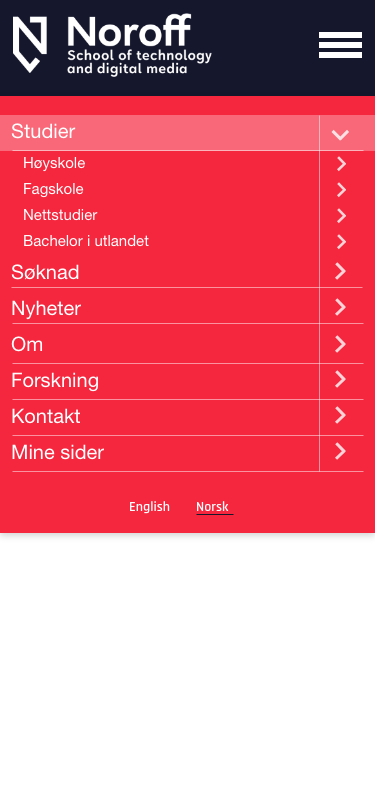 Noroff
School of technology
and digital media
Studier
Høyskole
Fagskole
Nettstudier
Bachelor i utlandet
Søknad
Nyheter
Om
Forskning
Kontakt
Mine sider
English Norsk